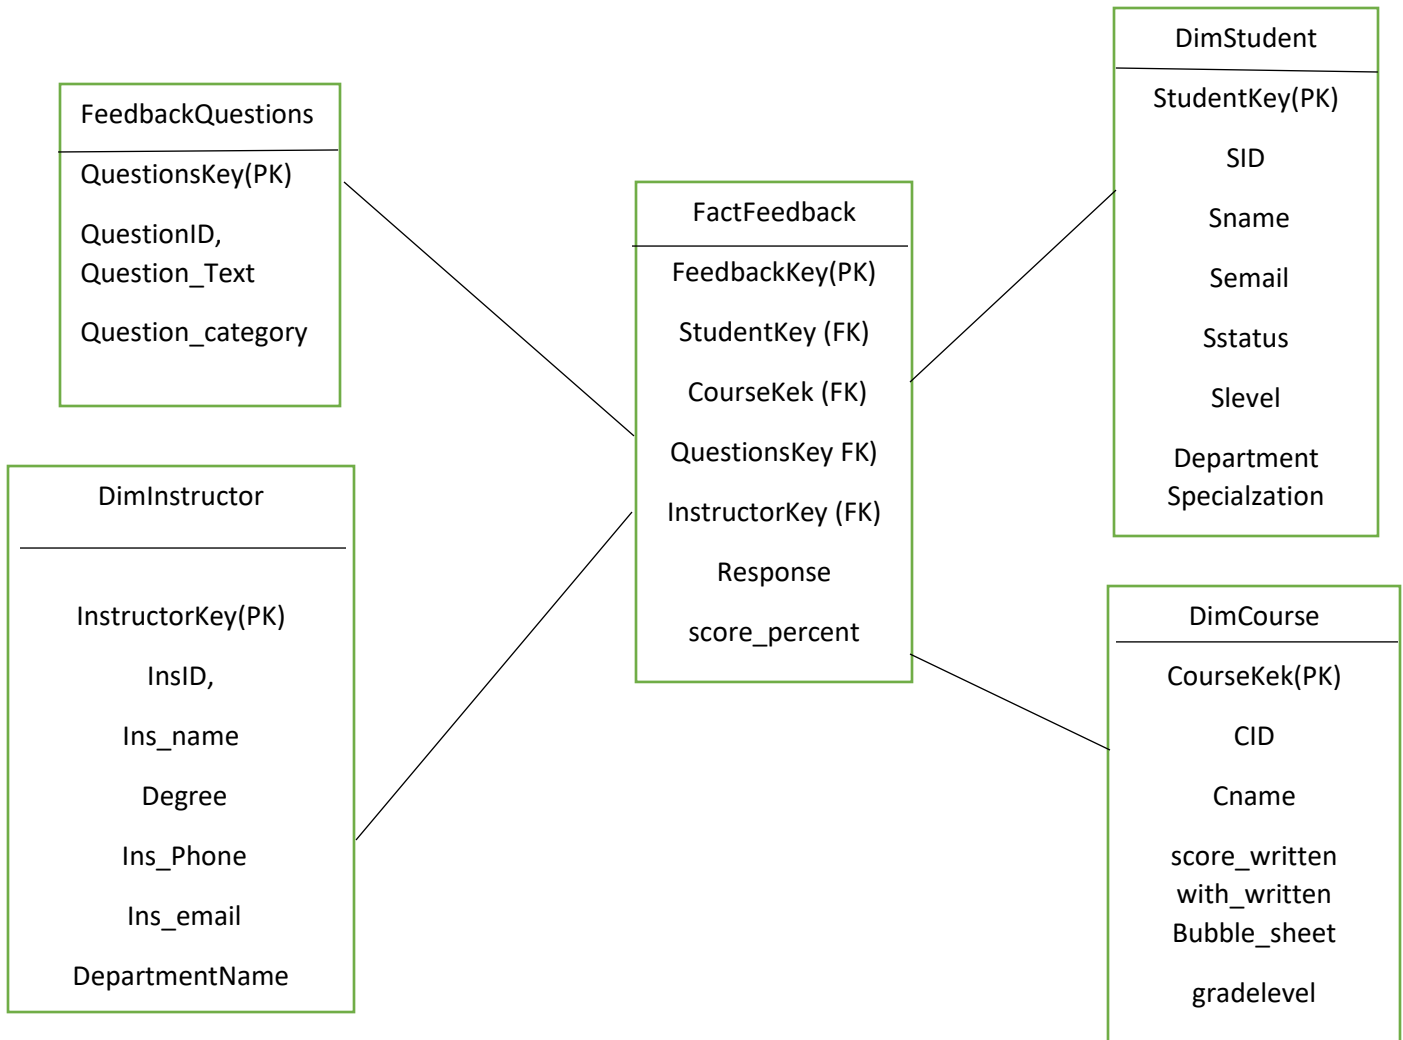 FeedbackQuestions
QuestionsKey(PK)
QuestionID,
Question_Text
Question_category
DimInstructor
InstructorKey(PK)
InsID,
Ins_name
Degree
Ins_Phone
Ins_email
DepartmentName
FactFeedback
FeedbackKey(PK)
StudentKey (FK)
CourseKek (FK)
QuestionsKey FK)
InstructorKey (FK)
Response
score_percent
DimStudent
StudentKey(PK)
SID
Sname
Semail
Sstatus
Slevel
Department
Specialzation
DimCourse
CourseKek(PK)
CID
Cname
score_written
with_written
Bubble_sheet
gradelevel